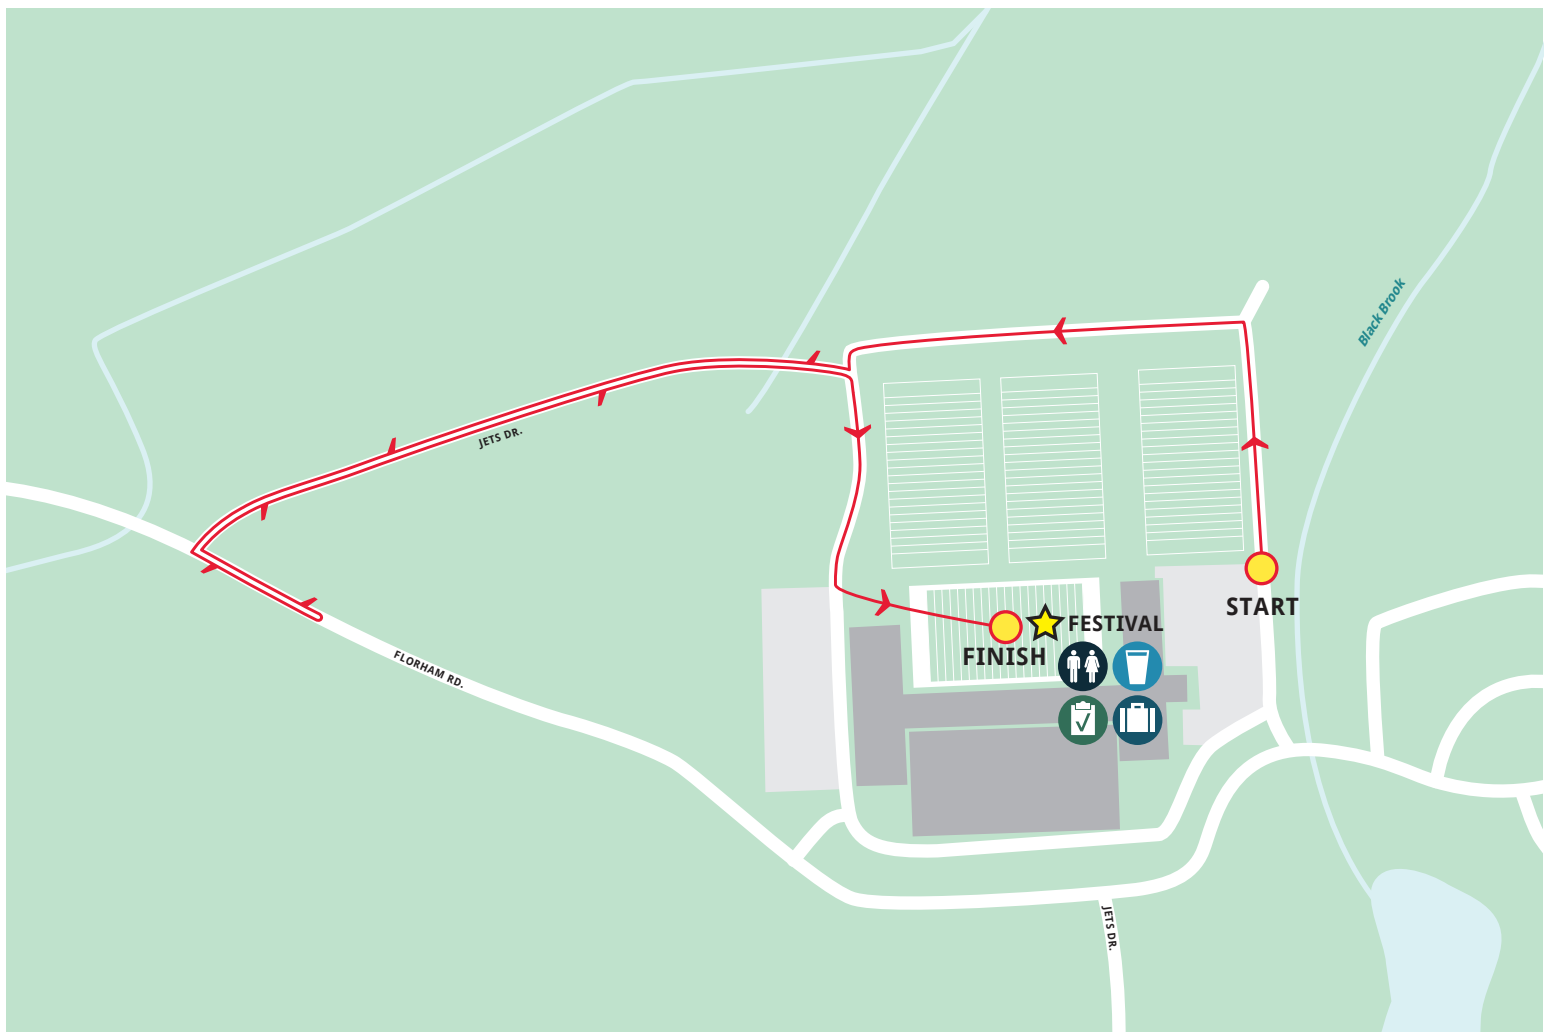 Black Brook
JETS DR.
START
FESTIVAL
FINISH
FLORHAM RD.
JETS DR.